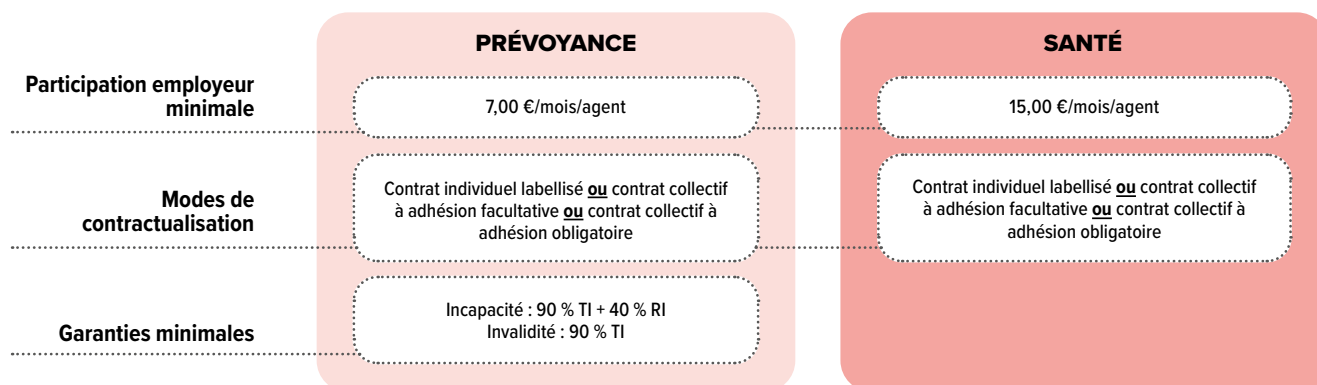 PRÉVOYANCE
SANTÉ
Participation employeur
minimale
7,00 €/mois/agent
15,00 €/mois/agent
Modes de
contractualisation
Contrat individuel labellisé ou contrat collectif
à adhésion facultative ou contrat collectif à
adhésion obligatoire
Contrat individuel labellisé ou contrat collectif
à adhésion facultative ou contrat collectif à
adhésion obligatoire
Garanties minimales
Incapacité : 90 % TI + 40 % RI
Invalidité : 90 % TI